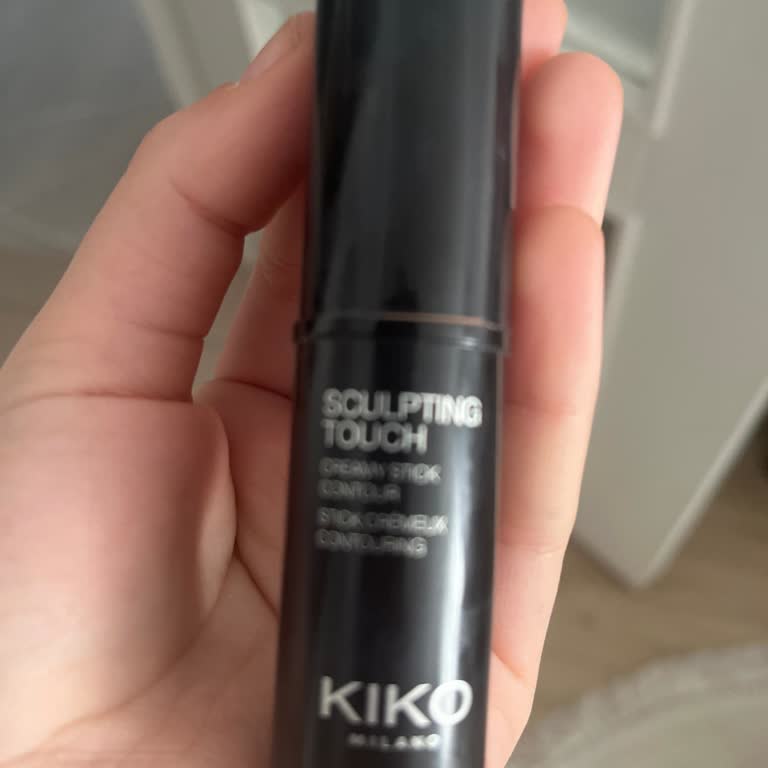 SCULPTING
TOUCH
CREAMY STICK
CONTOUR
STICK CRÉMEUX
CONTOURING
KIKO
MILANO